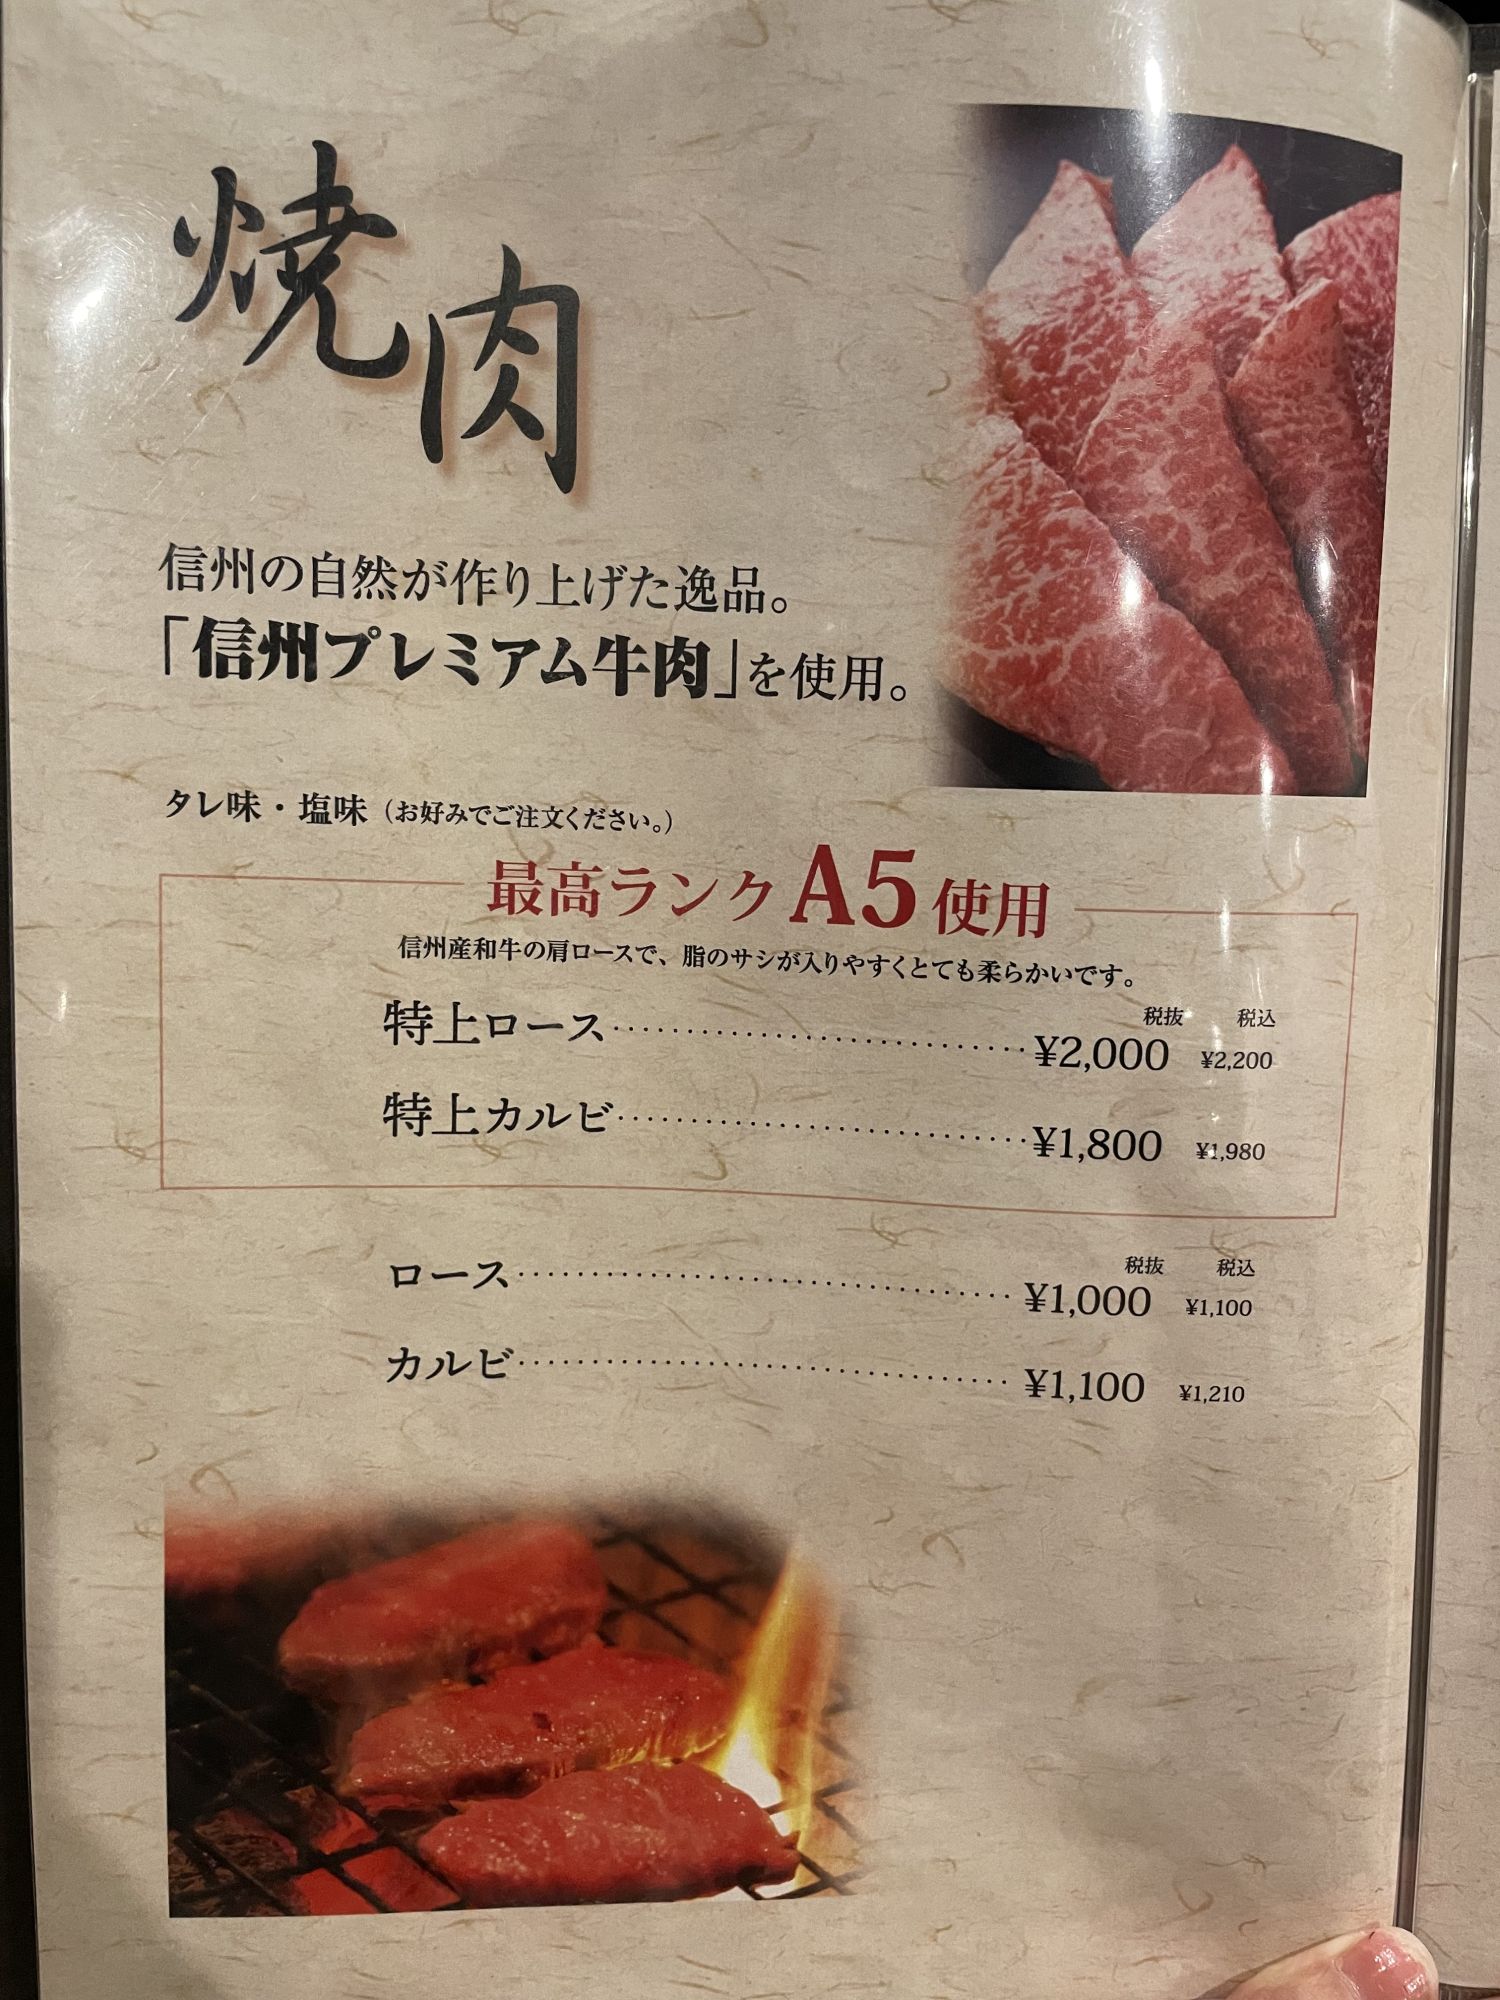 焼肉
信州の自然が作り上げた逸品。
「信州プレミアム牛肉」を使用。
タレ味・塩味（お好みでご注文ください。）
最高ランクA5使用
信州産和牛の肩ロースで、脂のサシが入りやすくとても柔らかいです。
税抜 税込
特上ロース ¥2,000 ¥2,200
特上カルビ ¥1,800 ¥1,980
税抜 税込
ロース ¥1,000 ¥1,100
カルビ ¥1,100 ¥1,210